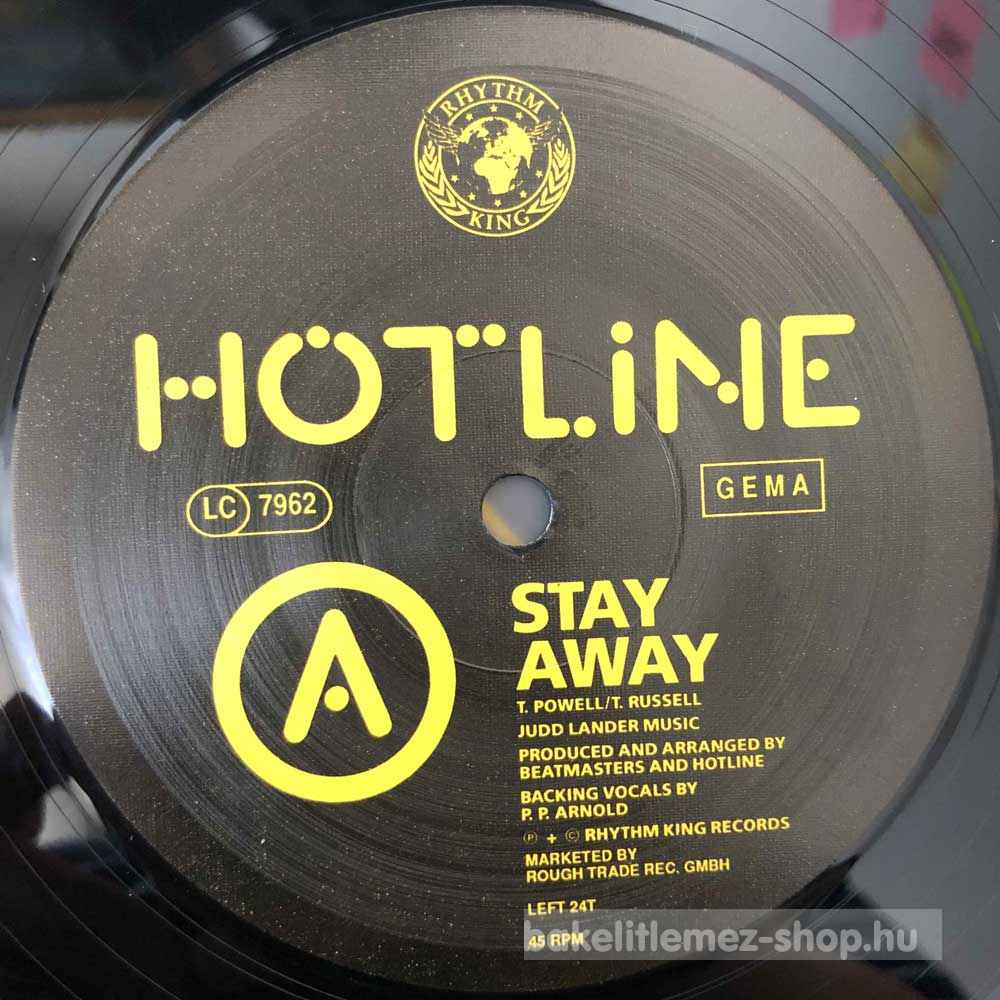 RHYTHM
KING
HOTLiNE
LC 7962
GEMA
A
STAY
AWAY
T. POWELL/T. RUSSELL
JUDD LANDER MUSIC
PRODUCED AND ARRANGED BY
BEATMASTERS AND HOTLINE
BACKING VOCALS BY
P. P. ARNOLD
℗ + © RHYTHM KING RECORDS
MARKETED BY
ROUGH TRADE REC. GMBH
LEFT 24T
45 RPM
bakelitlemez-shop.hu